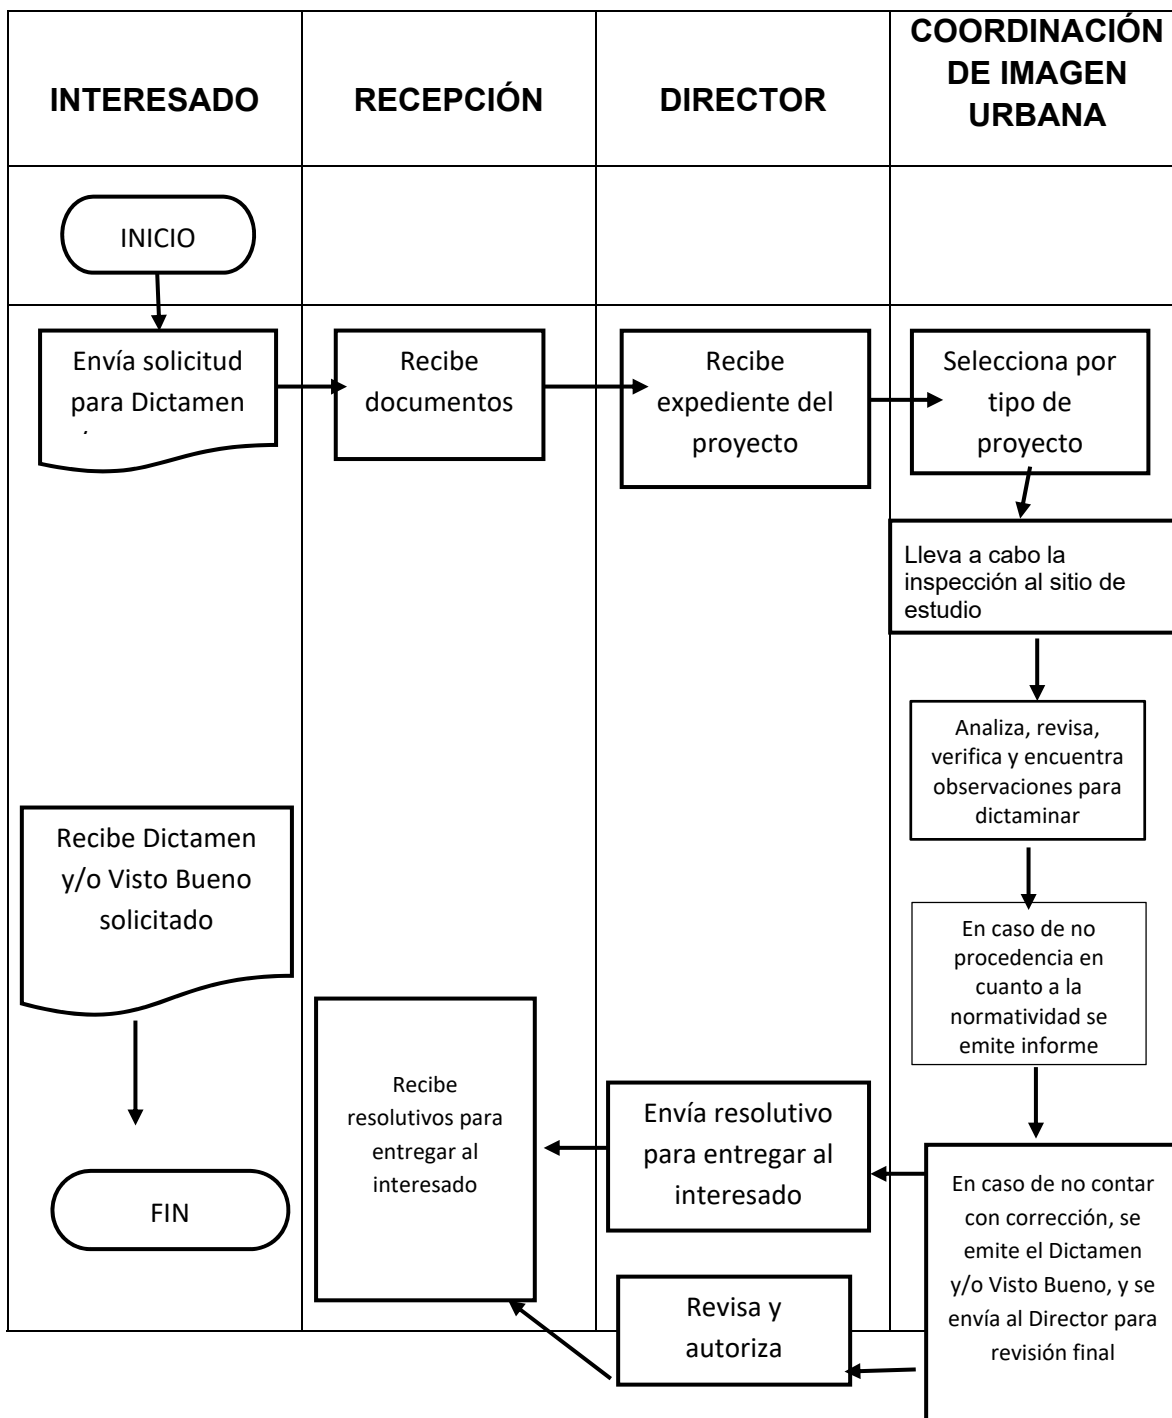 INTERESADO
RECEPCIÓN
DIRECTOR
COORDINACIÓN
DE IMAGEN
URBANA
INICIO
Envía solicitud
para Dictamen
Recibe
documentos
Recibe
expediente del
proyecto
Selecciona por
tipo de
proyecto
Lleva a cabo la
inspección al sitio de
estudio
Analiza, revisa,
verifica y encuentra
observaciones para
dictaminar
En caso de no
procedencia en
cuanto a la
normatividad se
emite informe
En caso de no contar
con corrección, se
emite el Dictamen
y/o Visto Bueno, y se
envía al Director para
revisión final
Envía resolutivo
para entregar al
interesado
Revisa y
autoriza
Recibe
resolutivos para
entregar al
interesado
Recibe Dictamen
y/o Visto Bueno
solicitado
FIN